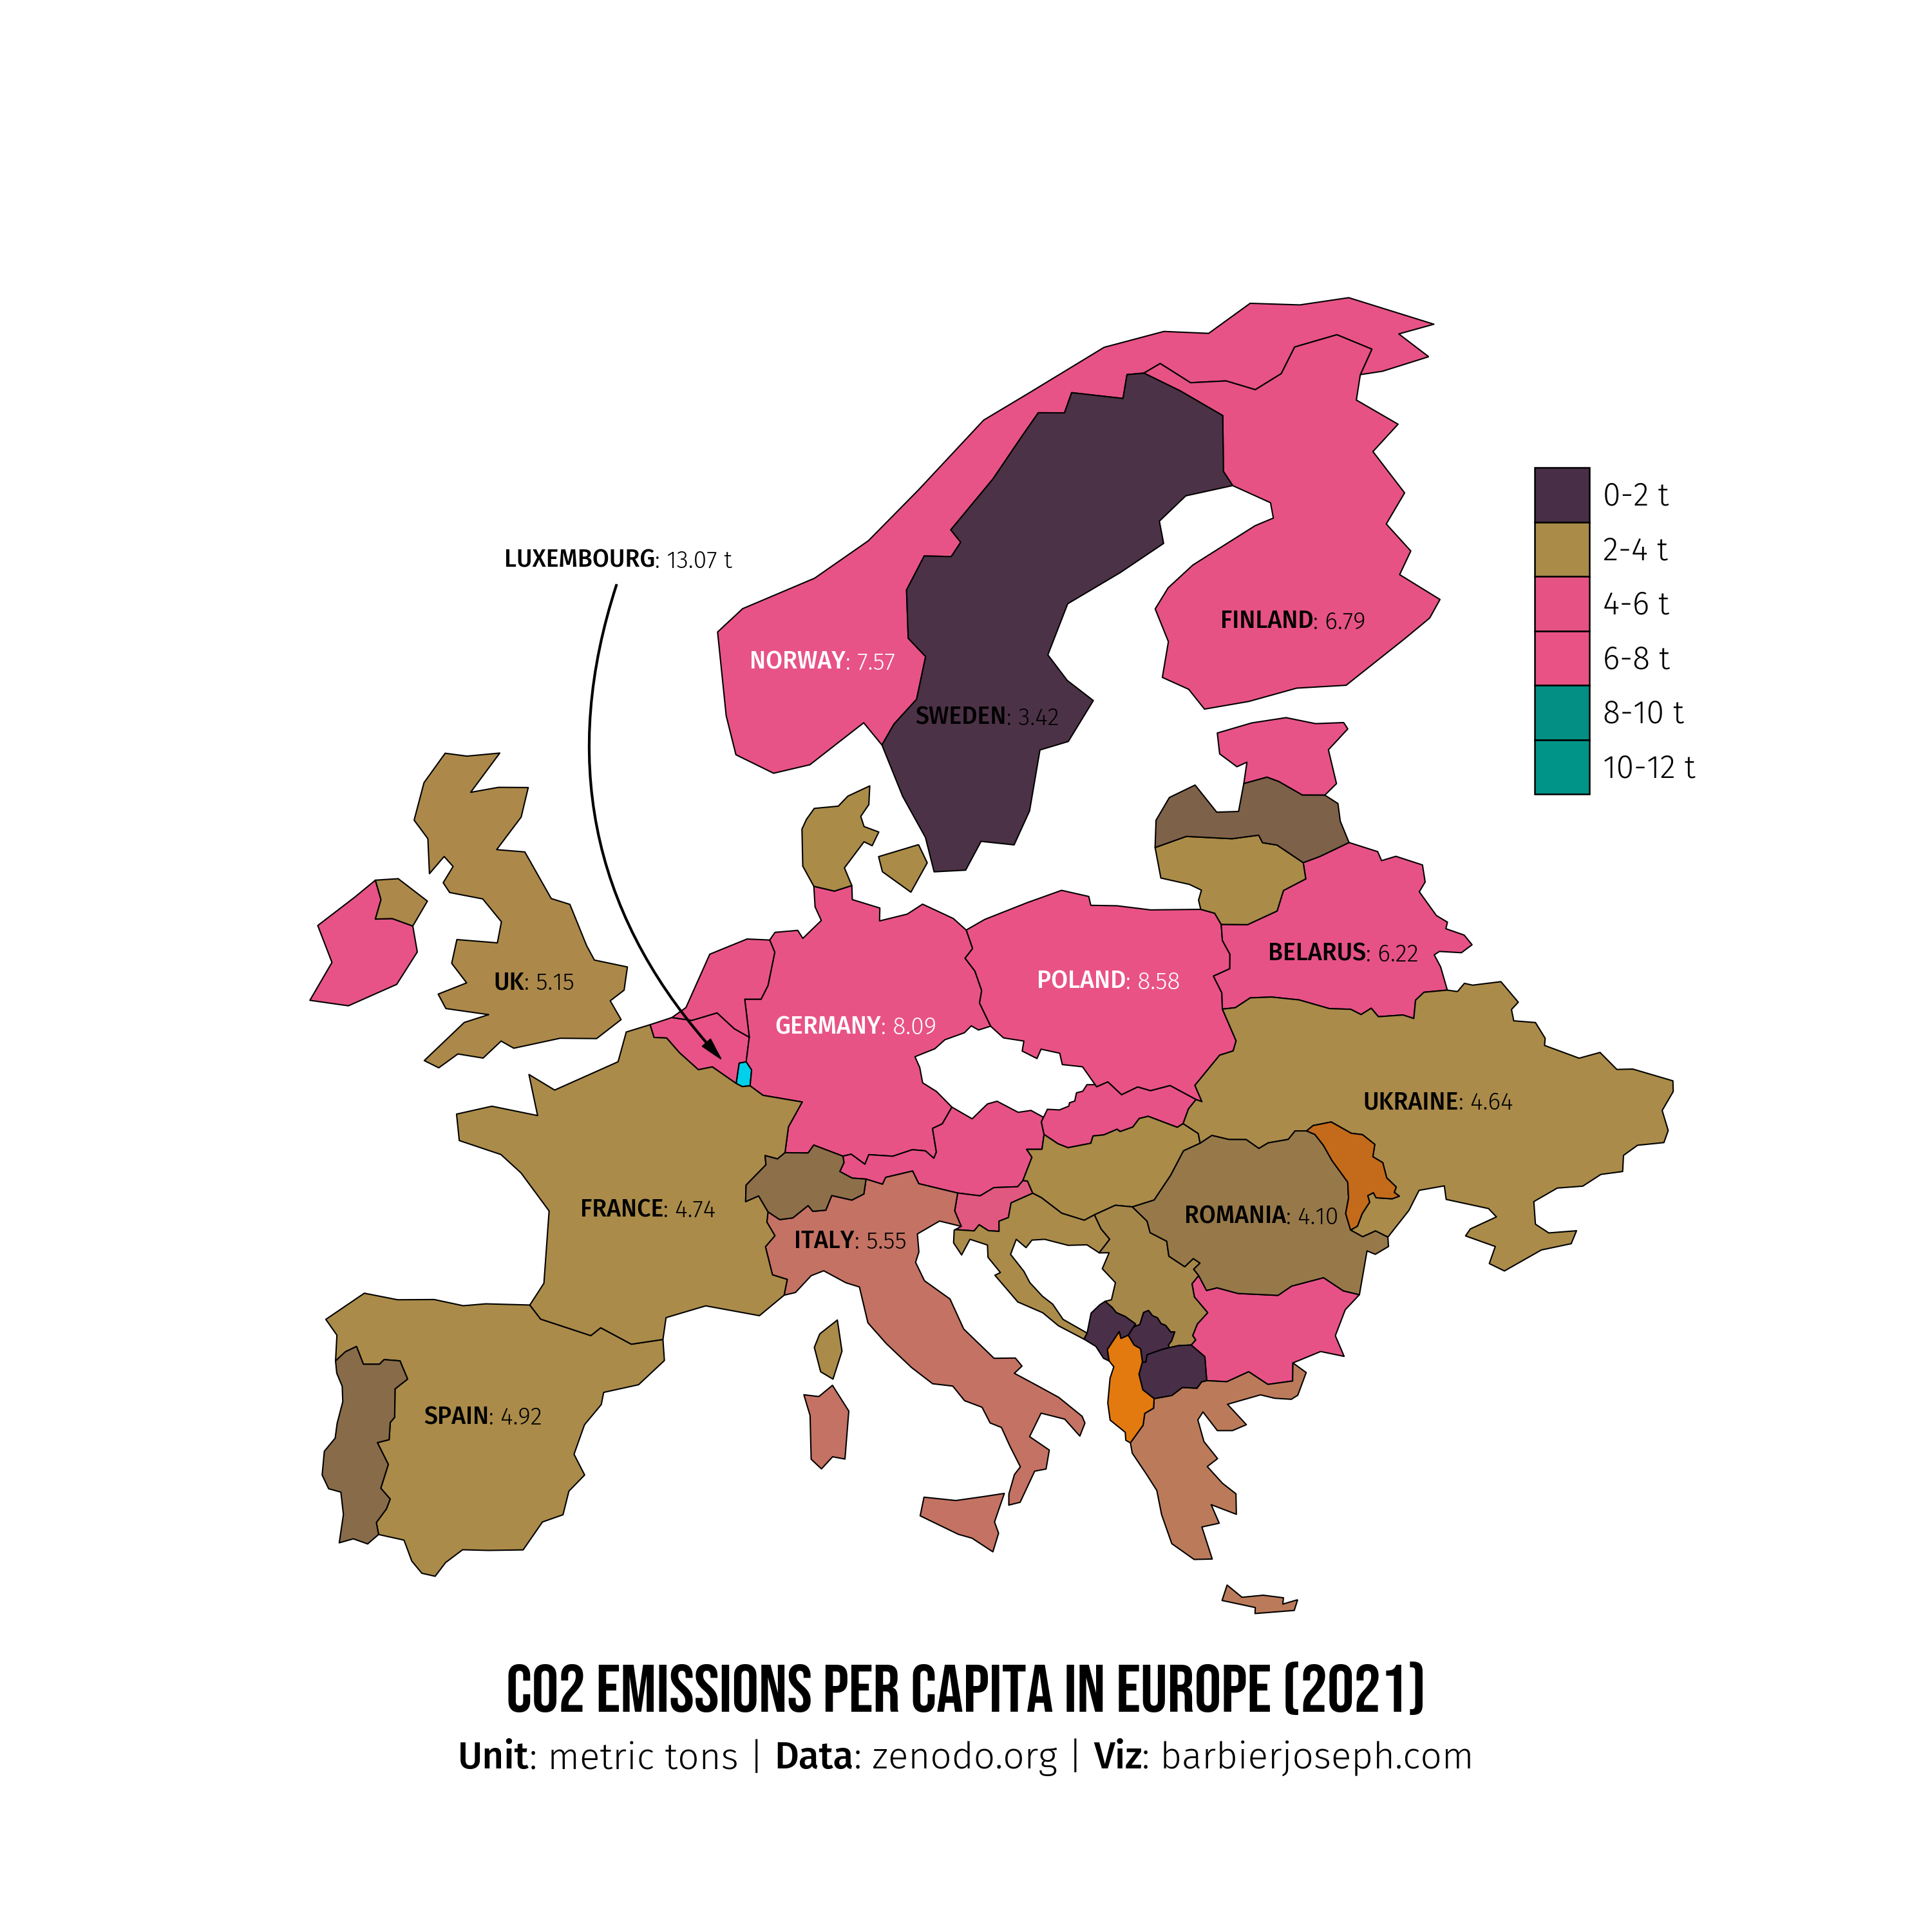 LUXEMBOURG: 13.07 t
0-2 t
2-4 t
4-6 t
6-8 t
8-10 t
10-12 t
FINLAND: 6.79
NORWAY: 7.57
SWEDEN: 3.42
BELARUS: 6.22
UK: 5.15
POLAND: 8.58
GERMANY: 8.09
UKRAINE: 4.64
FRANCE: 4.74
ROMANIA: 4.10
ITALY: 5.55
SPAIN: 4.92
CO2 EMISSIONS PER CAPITA IN EUROPE (2021)
Unit: metric tons | Data: zenodo.org | Viz: barbierjoseph.com